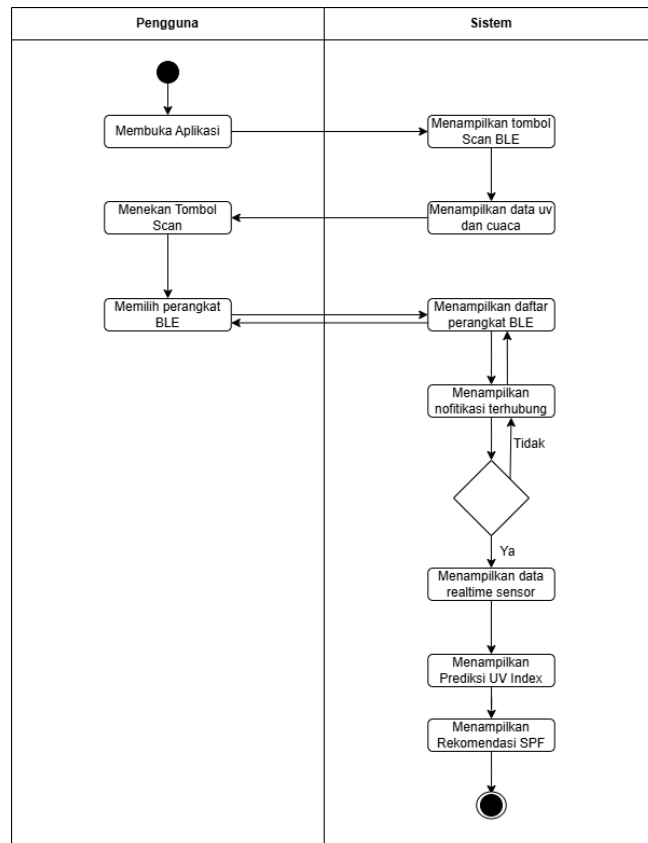 Pengguna
Sistem
Membuka Aplikasi
Menampilkan tombol
Scan BLE
Menekan Tombol
Scan
Menampilkan data uv
dan cuaca
Memilih perangkat
BLE
Menampilkan daftar
perangkat BLE
Menampilkan
nofitikasi terhubung
Tidak
Ya
Menampilkan data
realtime sensor
Menampilkan
Prediksi UV Index
Menampilkan
Rekomendasi SPF